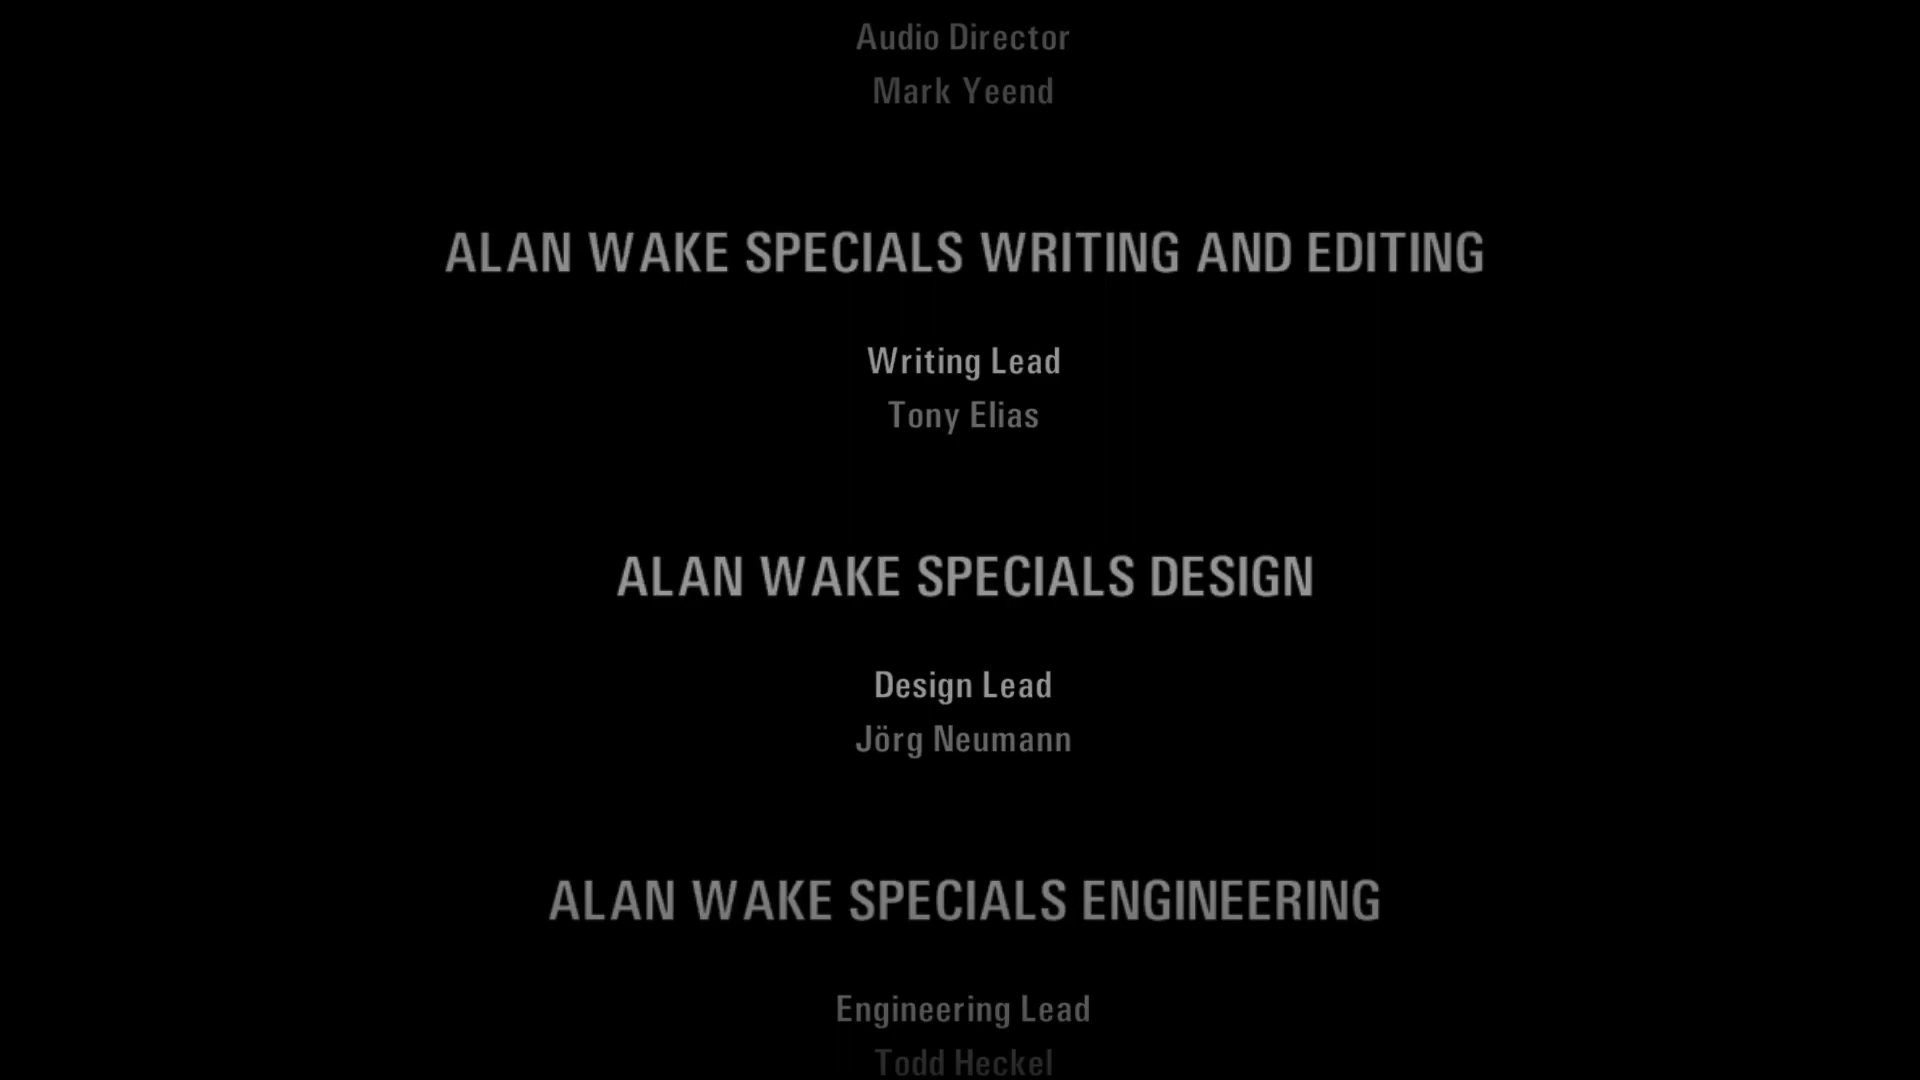 Audio Director
Mark Yeend
ALAN WAKE SPECIALS WRITING AND EDITING
Writing Lead
Tony Elias
ALAN WAKE SPECIALS DESIGN
Design Lead
Jörg Neumann
ALAN WAKE SPECIALS ENGINEERING
Engineering Lead
Todd Heckel